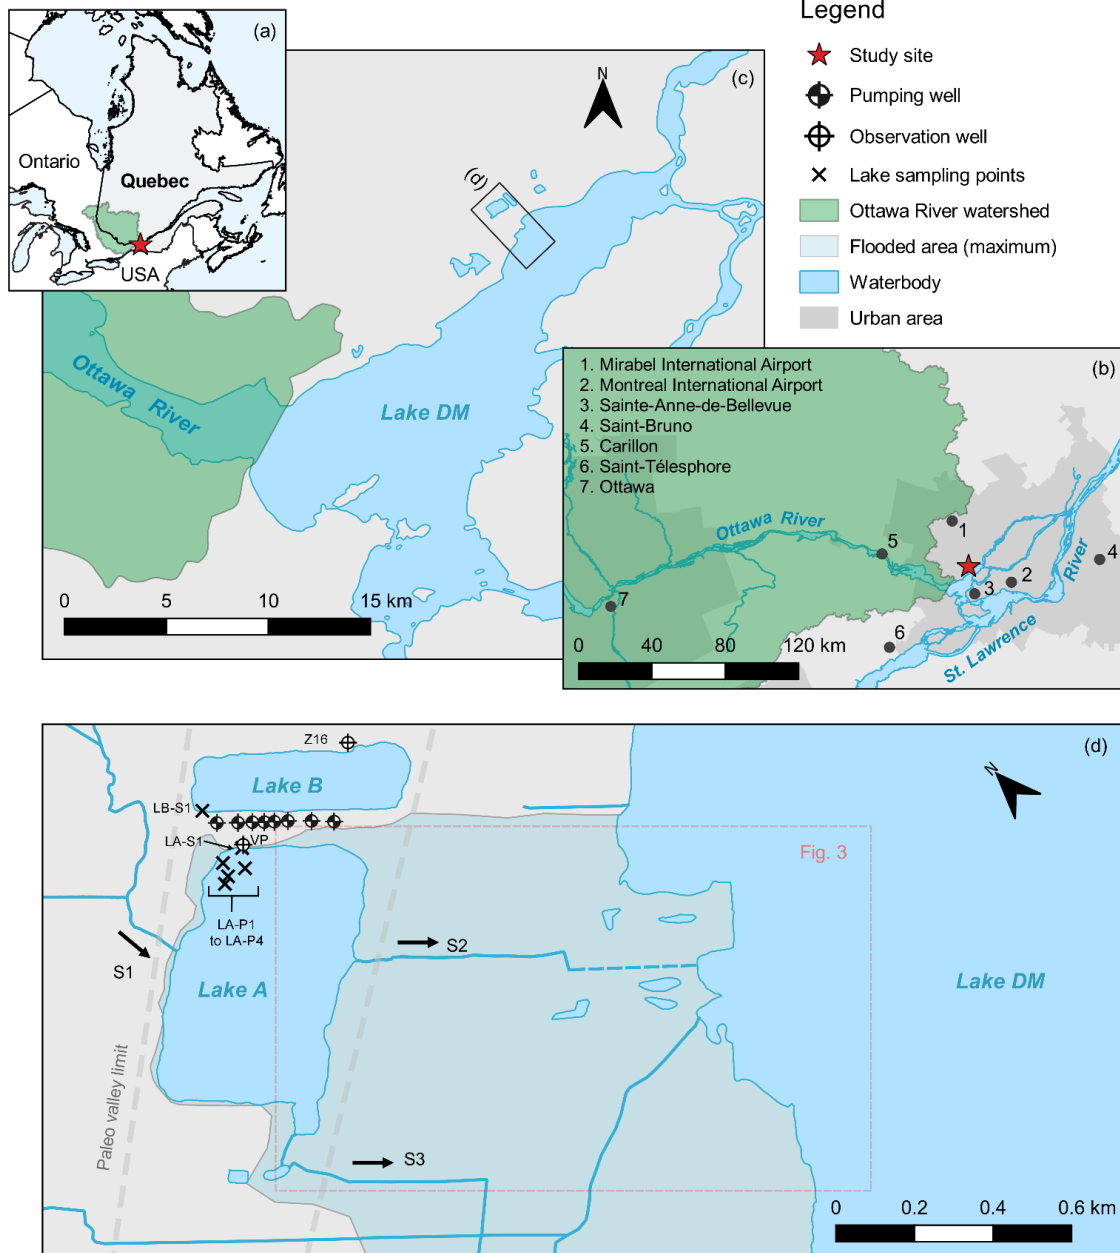 Legend
Study site
Pumping well
Observation well
Lake sampling points
Ottawa River watershed
Flooded area (maximum)
Waterbody
Urban area
(a)
Ontario
Quebec
USA
(c)
N
(d)
Ottawa River
Lake DM
0 5 10 15 km
(b)
1. Mirabel International Airport
2. Montreal International Airport
3. Sainte-Anne-de-Bellevue
4. Saint-Bruno
5. Carillon
6. Saint-Télesphore
7. Ottawa
Ottawa River
1
2
3
4
5
6
7
St. Lawrence River
0 40 80 120 km
(d)
N
Z16
Lake B
LB-S1
LA-S1
VP
Fig. 3
LA-P1
to LA-P4
S1
S2
Lake A
Lake DM
Paleo valley limit
S3
0 0.2 0.4 0.6 km